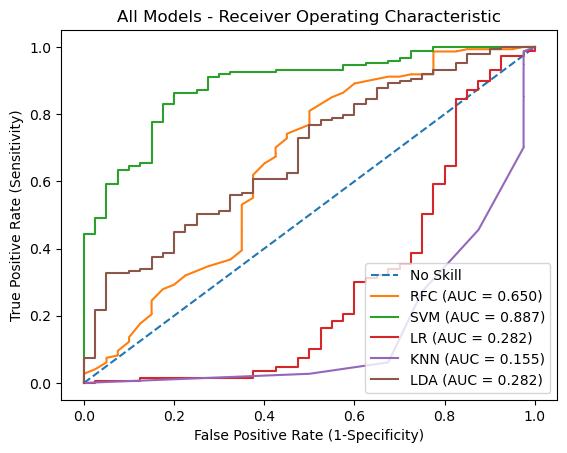 All Models - Receiver Operating Characteristic
True Positive Rate (Sensitivity)
1.0
0.8
0.6
0.4
0.2
0.0
No Skill
RFC (AUC = 0.650)
SVM (AUC = 0.887)
LR (AUC = 0.282)
KNN (AUC = 0.155)
LDA (AUC = 0.282)
0.0 0.2 0.4 0.6 0.8 1.0
False Positive Rate (1-Specificity)